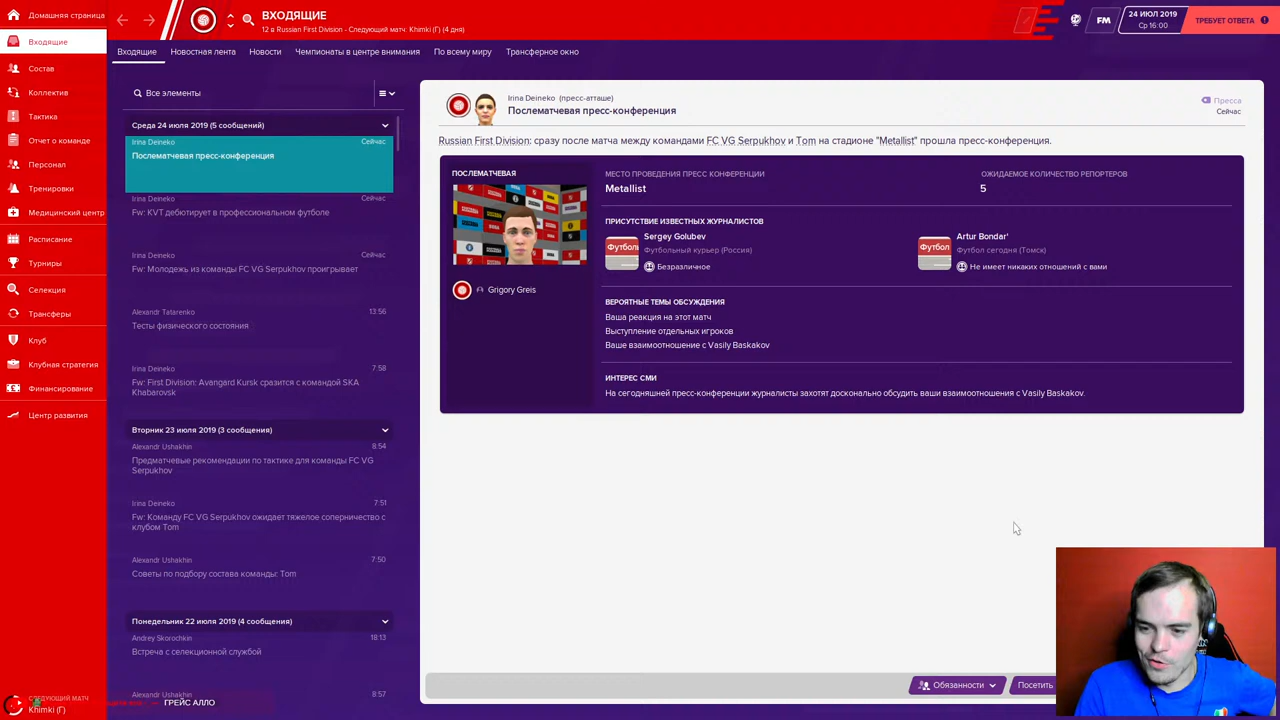 Домашняя страница
Входящие
Состав
Коллектив
Тактика
Отчет о команде
Персонал
Тренировки
Медицинский центр
Расписание
Турниры
Селекция
Трансферы
Клуб
Клубная стратегия
Финансирование
Центр развития
СЛЕДУЮЩИЙ МАТЧ
Khimki (Г)
ГРЕЙС АЛЛО
ВХОДЯЩИЕ
12 в Russian First Division - Следующий матч: Khimki (Г) (4 дня)
FM
24 ИЮЛ 2019
Ср 16:00
ТРЕБУЕТ ОТВЕТА
Входящие
Новостная лента
Новости
Чемпионаты в центре внимания
По всему миру
Трансферное окно
Все элементы
Среда 24 июля 2019 (5 сообщений)
Irina Deineko Сейчас
Послематчевая пресс-конференция
Irina Deineko Сейчас
Fw: KVT дебютирует в профессиональном футболе
Irina Deineko Сейчас
Fw: Молодежь из команды FC VG Serpukhov проигрывает
Alexandr Tatarenko 13:56
Тесты физического состояния
Irina Deineko 7:58
Fw: First Division: Avangard Kursk сразится с командой SKA
Khabarovsk
Вторник 23 июля 2019 (3 сообщения)
Alexandr Ushakhin 8:54
Предматчевые рекомендации по тактике для команды FC VG
Serpukhov
Irina Deineko 7:51
Fw: Команду FC VG Serpukhov ожидает тяжелое соперничество с
клубом Tom
Alexandr Ushakhin 7:50
Советы по подбору состава команды: Tom
Понедельник 22 июля 2019 (4 сообщения)
Andrey Skorochkin 18:13
Встреча с селекционной службой
Alexandr Ushakhin 8:57
Irina Deineko (пресс-атташе)
Послематчевая пресс-конференция
Пресса
Сейчас
Russian First Division: сразу после матча между командами FC VG Serpukhov и Tom на стадионе "Metallist" прошла пресс-конференция.
ПОСЛЕМАТЧЕВАЯ
Grigory Greis
МЕСТО ПРОВЕДЕНИЯ ПРЕСС КОНФЕРЕНЦИИ
Metallist
ОЖИДАЕМОЕ КОЛИЧЕСТВО РЕПОРТЕРОВ
5
ПРИСУТСТВИЕ ИЗВЕСТНЫХ ЖУРНАЛИСТОВ
Футболь
Sergey Golubev
Футбольный курьер (Россия)
Безразличное
Футбол
Artur Bondar'
Футбол сегодня (Томск)
Не имеет никаких отношений с вами
ВЕРОЯТНЫЕ ТЕМЫ ОБСУЖДЕНИЯ
Ваша реакция на этот матч
Выступление отдельных игроков
Ваше взаимоотношение с Vasily Baskakov
ИНТЕРЕС СМИ
На сегодняшней пресс-конференции журналисты захотят досконально обсудить ваши взаимоотношения с Vasily Baskakov.
Обязанности
Посетить